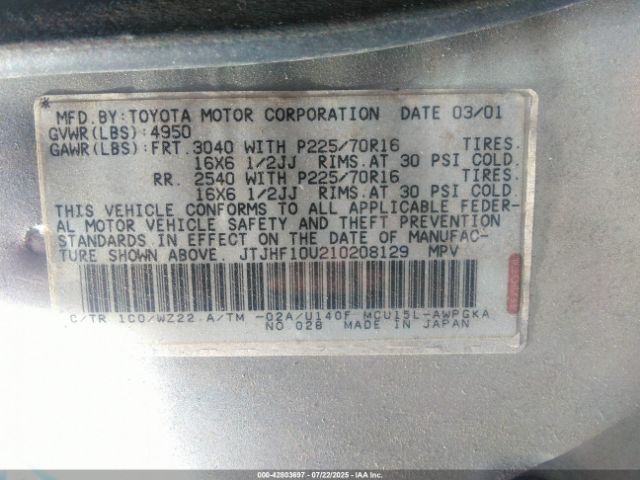 MFD.BY:TOYOTA MOTOR CORPORATION DATE 03/01
GVWR(LBS):4950
GAWR(LBS):FRT.3040 WITH P225/70R16 TIRES.
16X6 1/2JJ RIMS.AT 30 PSI COLD.
RR. 2540 WITH P225/70R16 TIRES.
16X6 1/2JJ RIMS.AT 30 PSI COLD.
THIS VEHICLE CONFORMS TO ALL APPLICABLE FEDER-
AL MOTOR VEHICLE SAFETY AND THEFT PREVENTION
STANDARDS IN EFFECT ON THE DATE OF MANUFAC-
TURE SHOWN ABOVE. JTJHF10U210208129 MPV
C/TR 1C0/WZ22 A/TM -02A/U140F MCU15L-AWPGKA
NO 028 MADE IN JAPAN
000-42803697 - 07/22/2025 - IAAI.COM